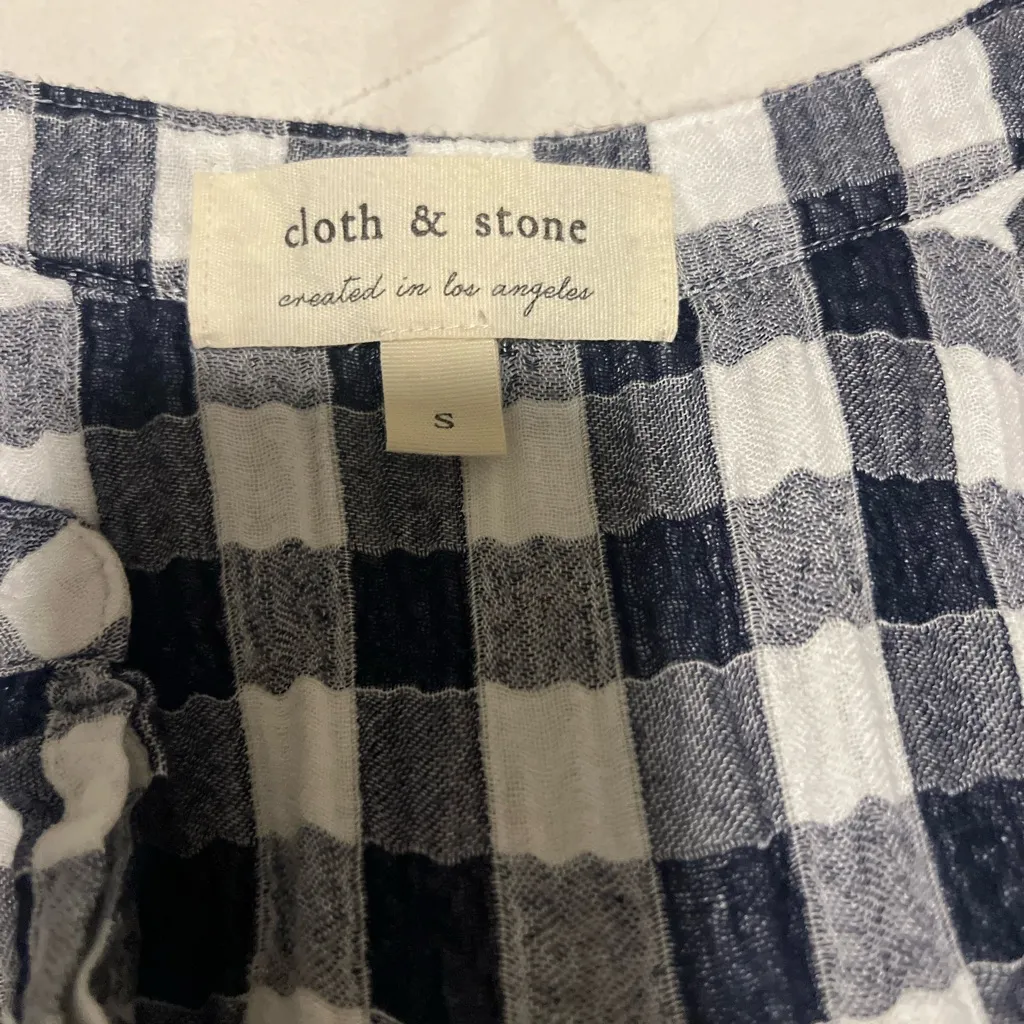 cloth & stone
created in los angeles
S